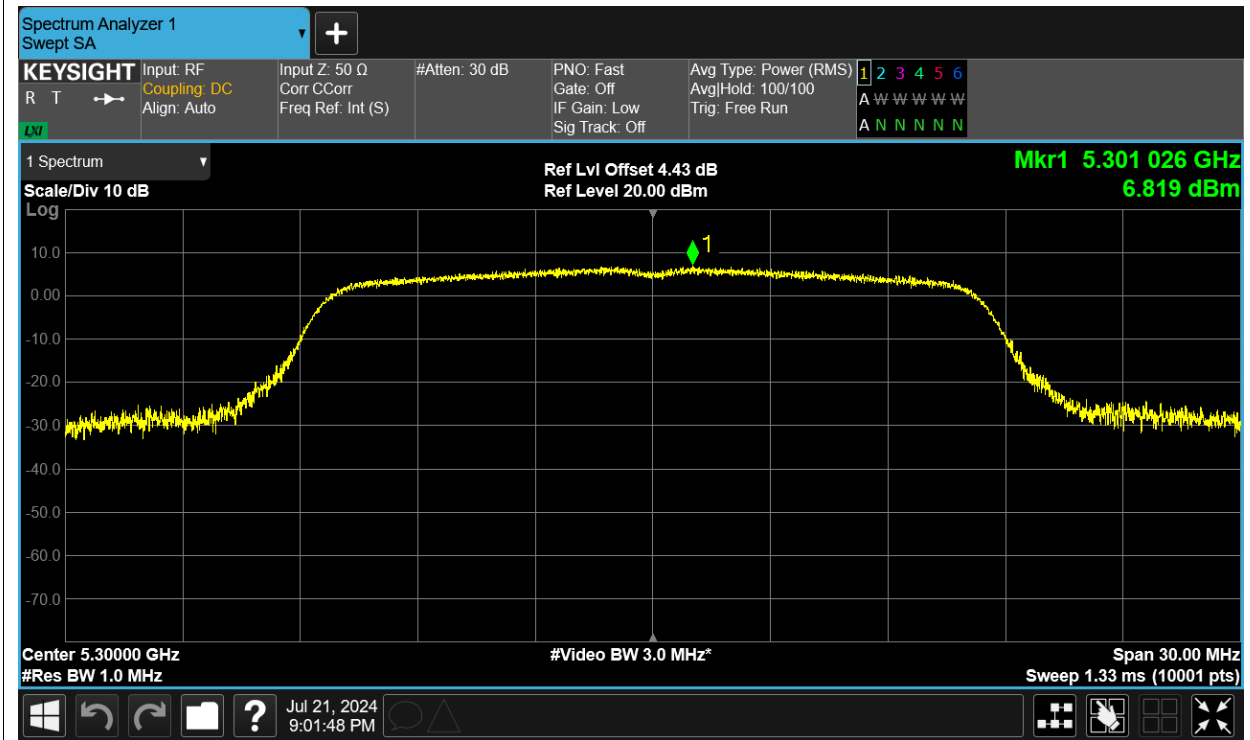 Spectrum Analyzer 1
Swept SA
KEYSIGHT
R T
LXI
Input: RF
Coupling: DC
Align: Auto
Input Z: 50 Ω
Corr CCorr
Freq Ref: Int (S)
#Atten: 30 dB
PNO: Fast
Gate: Off
IF Gain: Low
Sig Track: Off
Avg Type: Power (RMS)
Avg|Hold: 100/100
Trig: Free Run
1 2 3 4 5 6
A W W W W W
A N N N N N
1 Spectrum
Scale/Div 10 dB
Ref Lvl Offset 4.43 dB
Ref Level 20.00 dBm
Mkr1 5.301 026 GHz
6.819 dBm
Log
1
10.0
0.00
-10.0
-20.0
-30.0
-40.0
-50.0
-60.0
-70.0
Center 5.30000 GHz
#Res BW 1.0 MHz
#Video BW 3.0 MHz*
Span 30.00 MHz
Sweep 1.33 ms (10001 pts)
?
Jul 21, 2024
9:01:48 PM